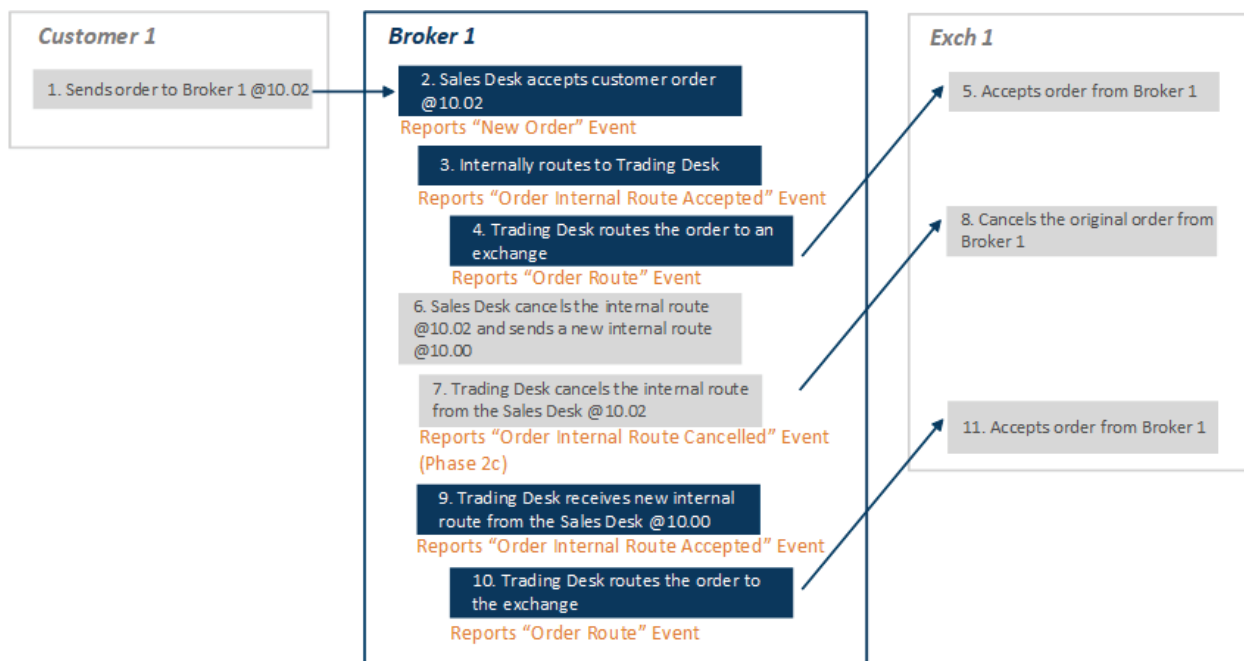 Customer 1
1. Sends order to Broker 1 @10.02
Broker 1
2. Sales Desk accepts customer order
@10.02
Reports “New Order” Event
3. Internally routes to Trading Desk
Reports “Order Internal Route Accepted” Event
4. Trading Desk routes the order to an
exchange
Reports “Order Route” Event
6. Sales Desk cancels the internal route
@10.02 and sends a new internal route
@10.00
7. Trading Desk cancels the internal route
from the Sales Desk @10.02
Reports “Order Internal Route Cancelled” Event
(Phase 2c)
9. Trading Desk receives new internal
route from the Sales Desk @10.00
Reports “Order Internal Route Accepted” Event
10. Trading Desk routes the order to
the exchange
Reports “Order Route” Event
Exch 1
5. Accepts order from Broker 1
8. Cancels the original order from
Broker 1
11. Accepts order from Broker 1